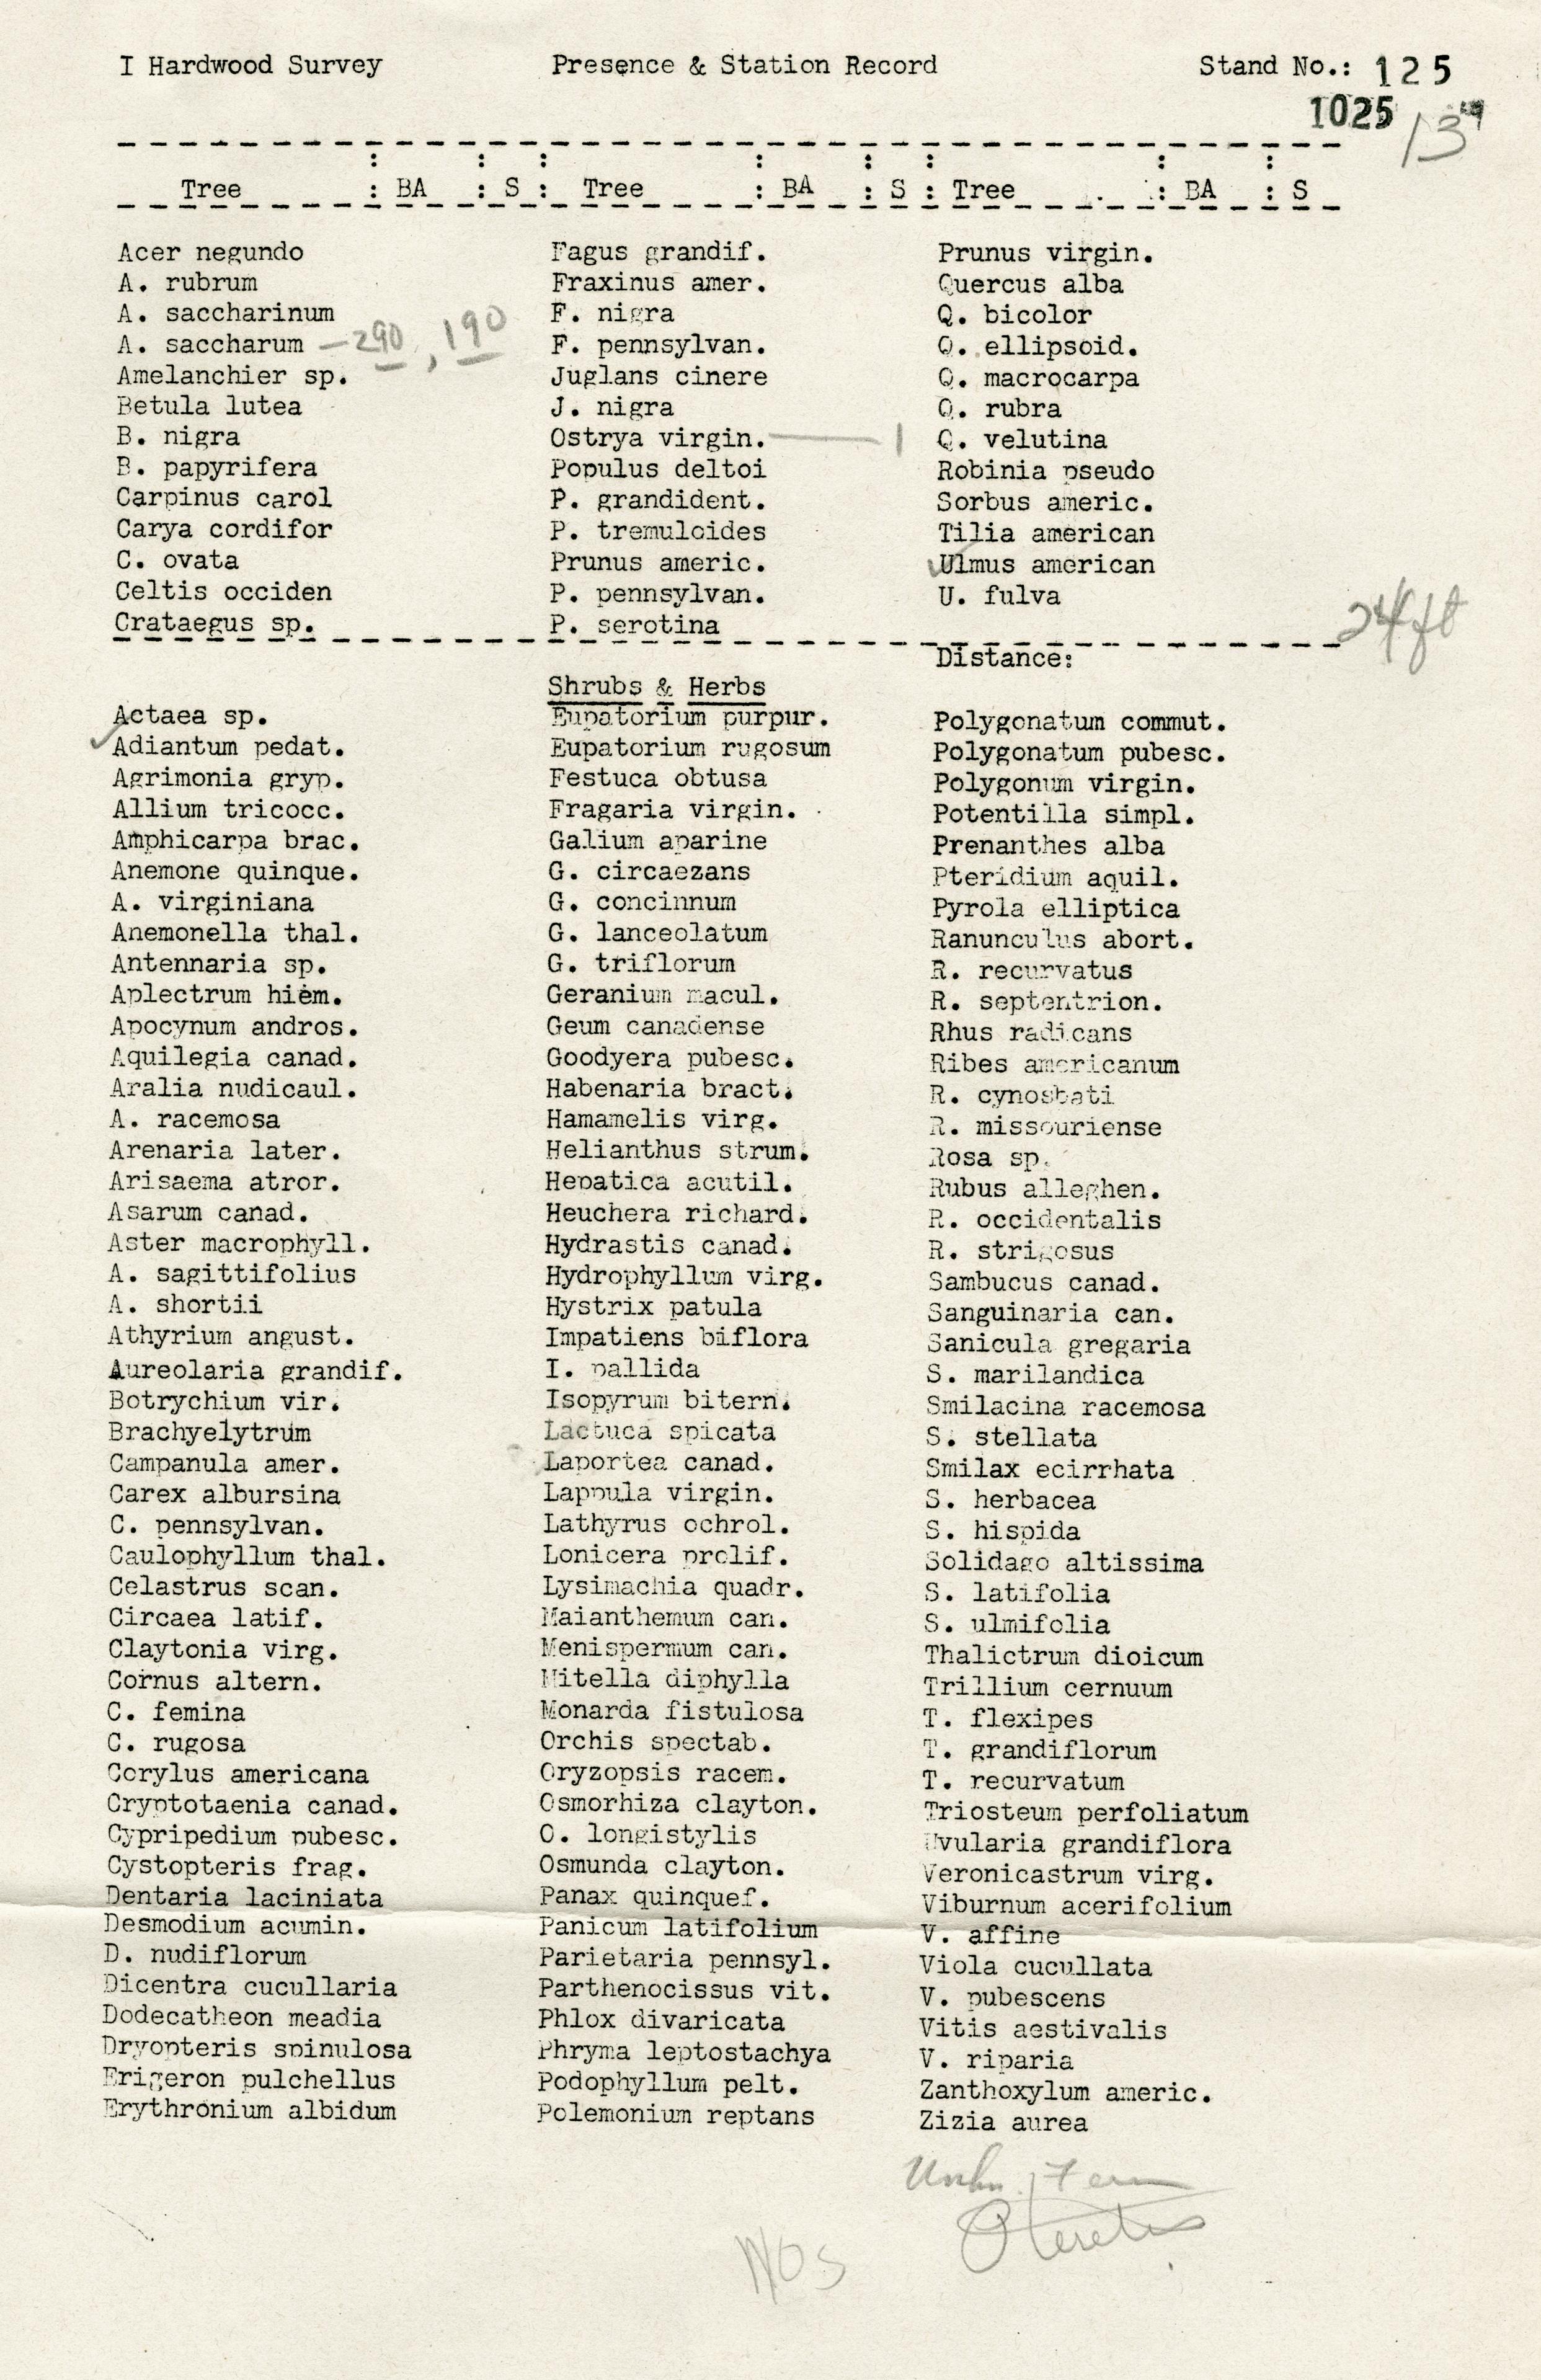 I Hardwood Survey Presence & Station Record Stand No.: 125
1025
13
Tree : BA : S : Tree : BA : S : Tree : BA : S
Acer negundo Fagus grandif. Prunus virgin.
A. rubrum Fraxinus amer. Quercus alba
A. saccharinum F. nigra Q. bicolor
A. saccharum — 290, 190 F. pennsylvan. Q. ellipsoid.
Amelanchier sp. Juglans cinere Q. macrocarpa
Betula lutea J. nigra Q. rubra
B. nigra Ostrya virgin. — 1 Q. velutina
B. papyrifera Populus deltoi Robinia pseudo
Carpinus carol P. grandident. Sorbus americ.
Carya cordifor P. tremuloides Tilia american
C. ovata Prunus americ. ✓Ulmus american
Celtis occiden P. pennsylvan. U. fulva
Crataegus sp. P. serotina
24 ft
Distance:
Shrubs & Herbs
Actaea sp. Eupatorium purpur. Polygonatum commut.
✓Adiantum pedat. Eupatorium rugosum Polygonatum pubesc.
Agrimonia gryp. Festuca obtusa Polygonum virgin.
Allium tricocc. Fragaria virgin. Potentilla simpl.
Amphicarpa brac. Galium aparine Prenanthes alba
Anemone quinque. G. circaezans Pteridium aquil.
A. virginiana G. concinnum Pyrola elliptica
Anemonella thal. G. lanceolatum Ranunculus abort.
Antennaria sp. G. triflorum R. recurvatus
Aplectrum hiem. Geranium macul. R. septentrion.
Apocynum andros. Geum canadense Rhus radicans
Aquilegia canad. Goodyera pubesc. Ribes americanum
Aralia nudicaul. Habenaria bract. R. cynosbati
A. racemosa Hamamelis virg. R. missouriense
Arenaria later. Helianthus strum. Rosa sp.
Arisaema atror. Hepatica acutil. Rubus alleghen.
Asarum canad. Heuchera richard. R. occidentalis
Aster macrophyll. Hydrastis canad. R. strigosus
A. sagittifolius Hydrophyllum virg. Sambucus canad.
A. shortii Hystrix patula Sanguinaria can.
Athyrium angust. Impatiens biflora Sanicula gregaria
Aureolaria grandif. I. pallida S. marilandica
Botrychium vir. Isopyrum bitern. Smilacina racemosa
Brachyelytrum Lactuca spicata S. stellata
Campanula amer. Laportea canad. Smilax ecirrhata
Carex albursina Lappula virgin. S. herbacea
C. pennsylvan. Lathyrus ochrol. S. hispida
Caulophyllum thal. Lonicera prolif. Solidago altissima
Celastrus scan. Lysimachia quadr. S. latifolia
Circaea latif. Maianthemum can. S. ulmifolia
Claytonia virg. Menispermum can. Thalictrum dioicum
Cornus altern. Mitella diphylla Trillium cernuum
C. femina Monarda fistulosa T. flexipes
C. rugosa Orchis spectab. T. grandiflorum
Corylus americana Oryzopsis racem. T. recurvatum
Cryptotaenia canad. Osmorhiza clayton. Triosteum perfoliatum
Cypripedium pubesc. O. longistylis Uvularia grandiflora
Cystopteris frag. Osmunda clayton. Veronicastrum virg.
Dentaria laciniata Panax quinquef. Viburnum acerifolium
Desmodium acumin. Panicum latifolium V. affine
D. nudiflorum Parietaria pennsyl. Viola cucullata
Dicentra cucullaria Parthenocissus vit. V. pubescens
Dodecatheon meadia Phlox divaricata Vitis aestivalis
Dryopteris spinulosa Phryma leptostachya V. riparia
Erigeron pulchellus Podophyllum pelt. Zanthoxylum americ.
Erythronium albidum Polemonium reptans Zizia aurea
Unkn. Fern